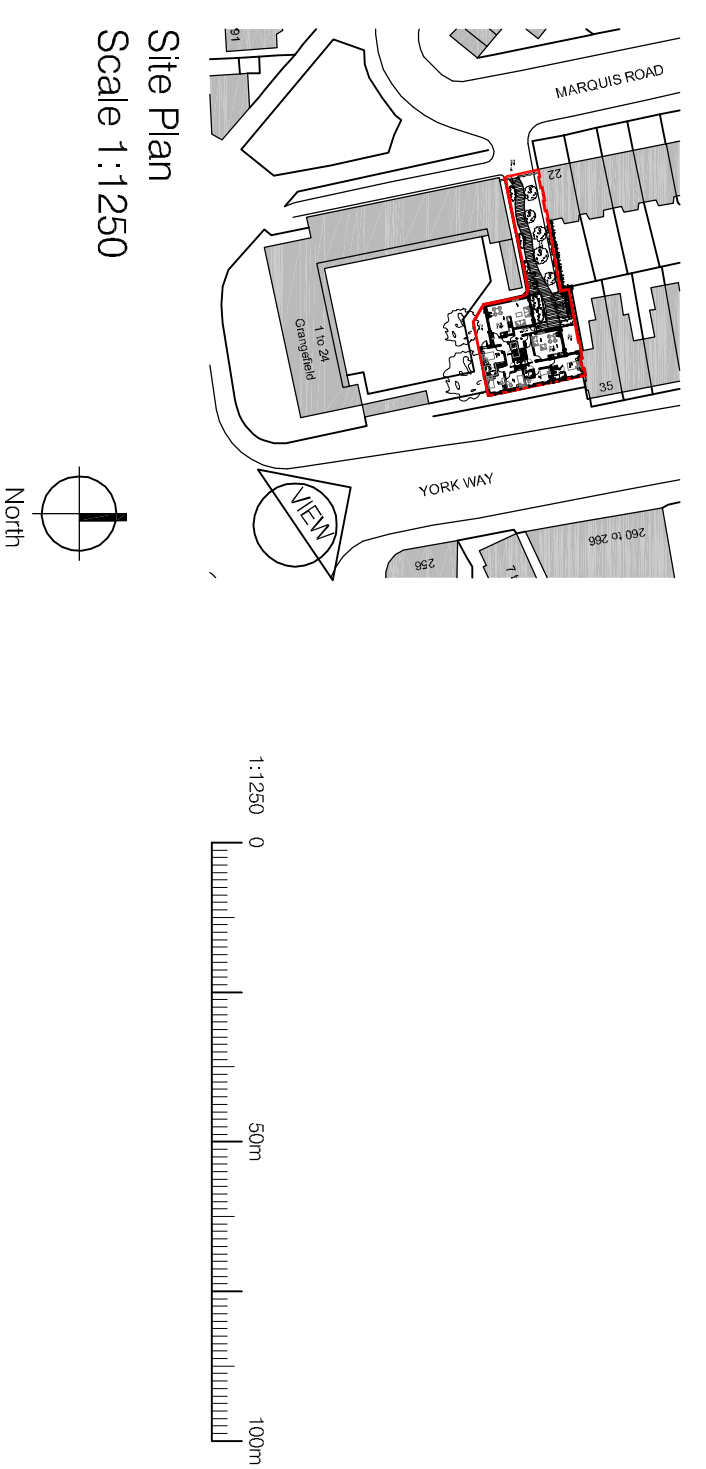 Site Plan
Scale 1:1250
91
MARQUIS ROAD
22
1 to 24
Grangefield
35
YORK WAY
VIEW
256
260 to 266
North
1:1250
0
50m
100m